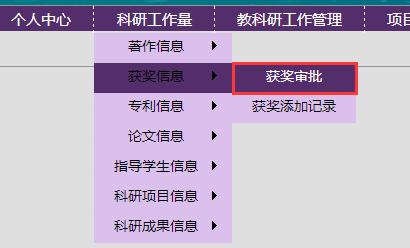 个人中心 科研工作量 教科研工作管理 项目
著作信息
获奖信息 获奖审批
专利信息 获奖添加记录
论文信息
指导学生信息
科研项目信息
科研成果信息